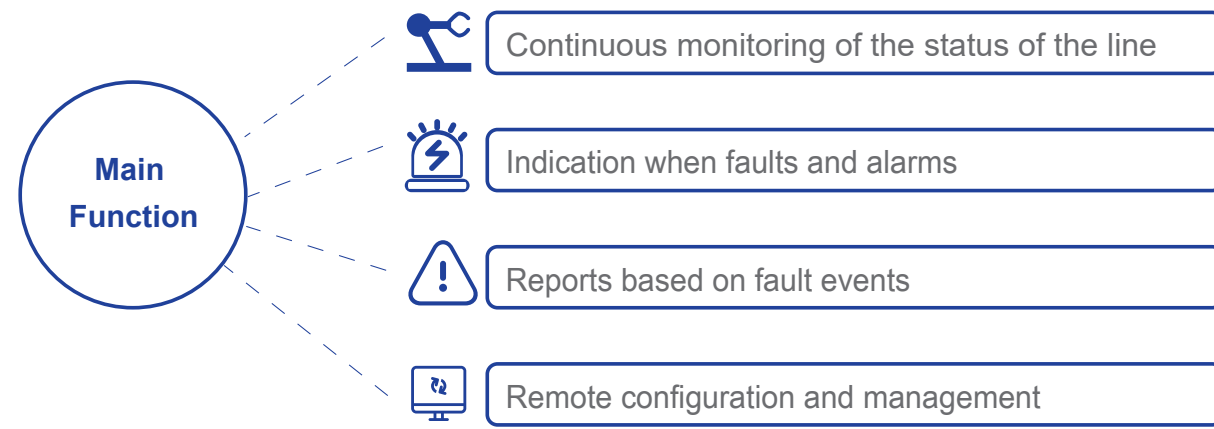 Main
Function
Continuous monitoring of the status of the line
Indication when faults and alarms
Reports based on fault events
Remote configuration and management